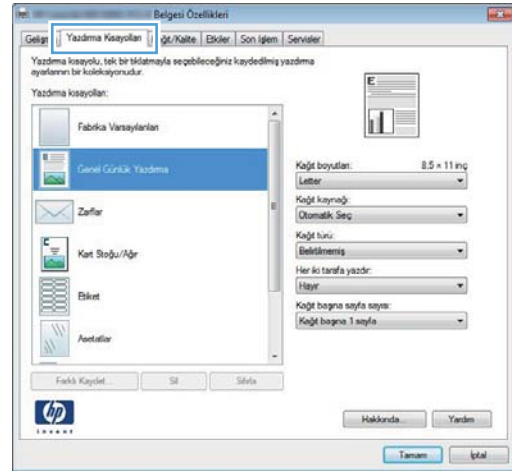 Belgesi Özellikleri
Yazdırma Kısayolları
ğıt/Kalite
Etkiler
Son İşlem
Servisler
Yazdırma kısayolu, tek bir tıklatmayla seçebileceğiniz kaydedilmiş yazdırma
ayarlarının bir koleksiyonudur.
Yazdırma kısayolları:
Fabrika Varsayılanları
Genel Günlük Yazdırma
Zarflar
Kart Stoğu/Ağır
Etiket
Asetatlar
Farklı Kaydet...
Sil
Sıfırla
E
Kağıt boyutları:
8.5 × 11 inç
Letter
Kağıt kaynağı:
Otomatik Seç
Kağıt türü:
Belirtilmemiş
Her iki tarafa yazdır:
Hayır
Kağıt başına sayfa sayısı:
Kağıt başına 1 sayfa
hp
invent
Hakkında...
Yardım
Tamam
İptal